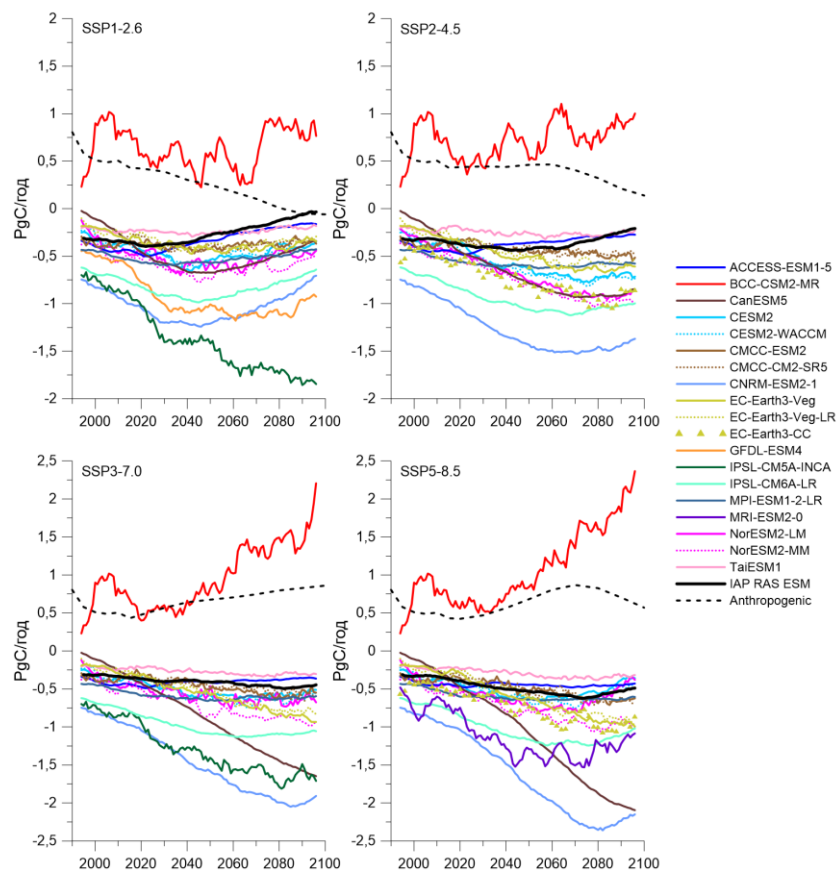 SSP1-2.6
2
1,5
1
0,5
0
-0,5
-1
-1,5
-2
PgC/год
2000 2020 2040 2060 2080 2100
SSP2-4.5
2
1,5
1
0,5
0
-0,5
-1
-1,5
-2
PgC/год
2000 2020 2040 2060 2080 2100
SSP3-7.0
2,5
2
1,5
1
0,5
0
-0,5
-1
-1,5
-2
-2,5
PgC/год
2000 2020 2040 2060 2080 2100
SSP5-8.5
2,5
2
1,5
1
0,5
0
-0,5
-1
-1,5
-2
-2,5
PgC/год
2000 2020 2040 2060 2080 2100
ACCESS-ESM1-5
BCC-CSM2-MR
CanESM5
CESM2
CESM2-WACCM
CMCC-ESM2
CMCC-CM2-SR5
CNRM-ESM2-1
EC-Earth3-Veg
EC-Earth3-Veg-LR
EC-Earth3-CC
GFDL-ESM4
IPSL-CM5A-INCA
IPSL-CM6A-LR
MPI-ESM1-2-LR
MRI-ESM2-0
NorESM2-LM
NorESM2-MM
TaiESM1
IAP RAS ESM
Anthropogenic